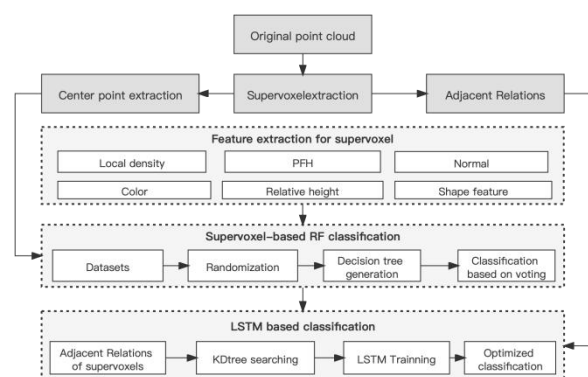 Original point cloud
Center point extraction
Supervoxelextraction
Adjacent Relations
Feature extraction for supervoxel
Local density
PFH
Normal
Color
Relative height
Shape feature
Supervoxel-based RF classification
Datasets
Randomization
Decision tree
generation
Classification
based on voting
LSTM based classification
Adjacent Relations
of supervoxels
KDtree searching
LSTM Trainning
Optimized
classification